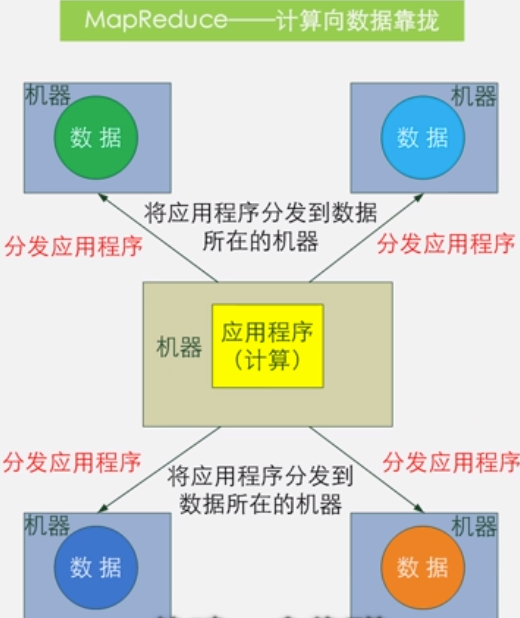 MapReduce——计算向数据靠拢
机器
数据
机器
数据
将应用程序分发到数据
所在的机器
分发应用程序
分发应用程序
机器
应用程序
（计算）
分发应用程序
分发应用程序
将应用程序分发到
数据所在的机器
机器
数据
机器
数据